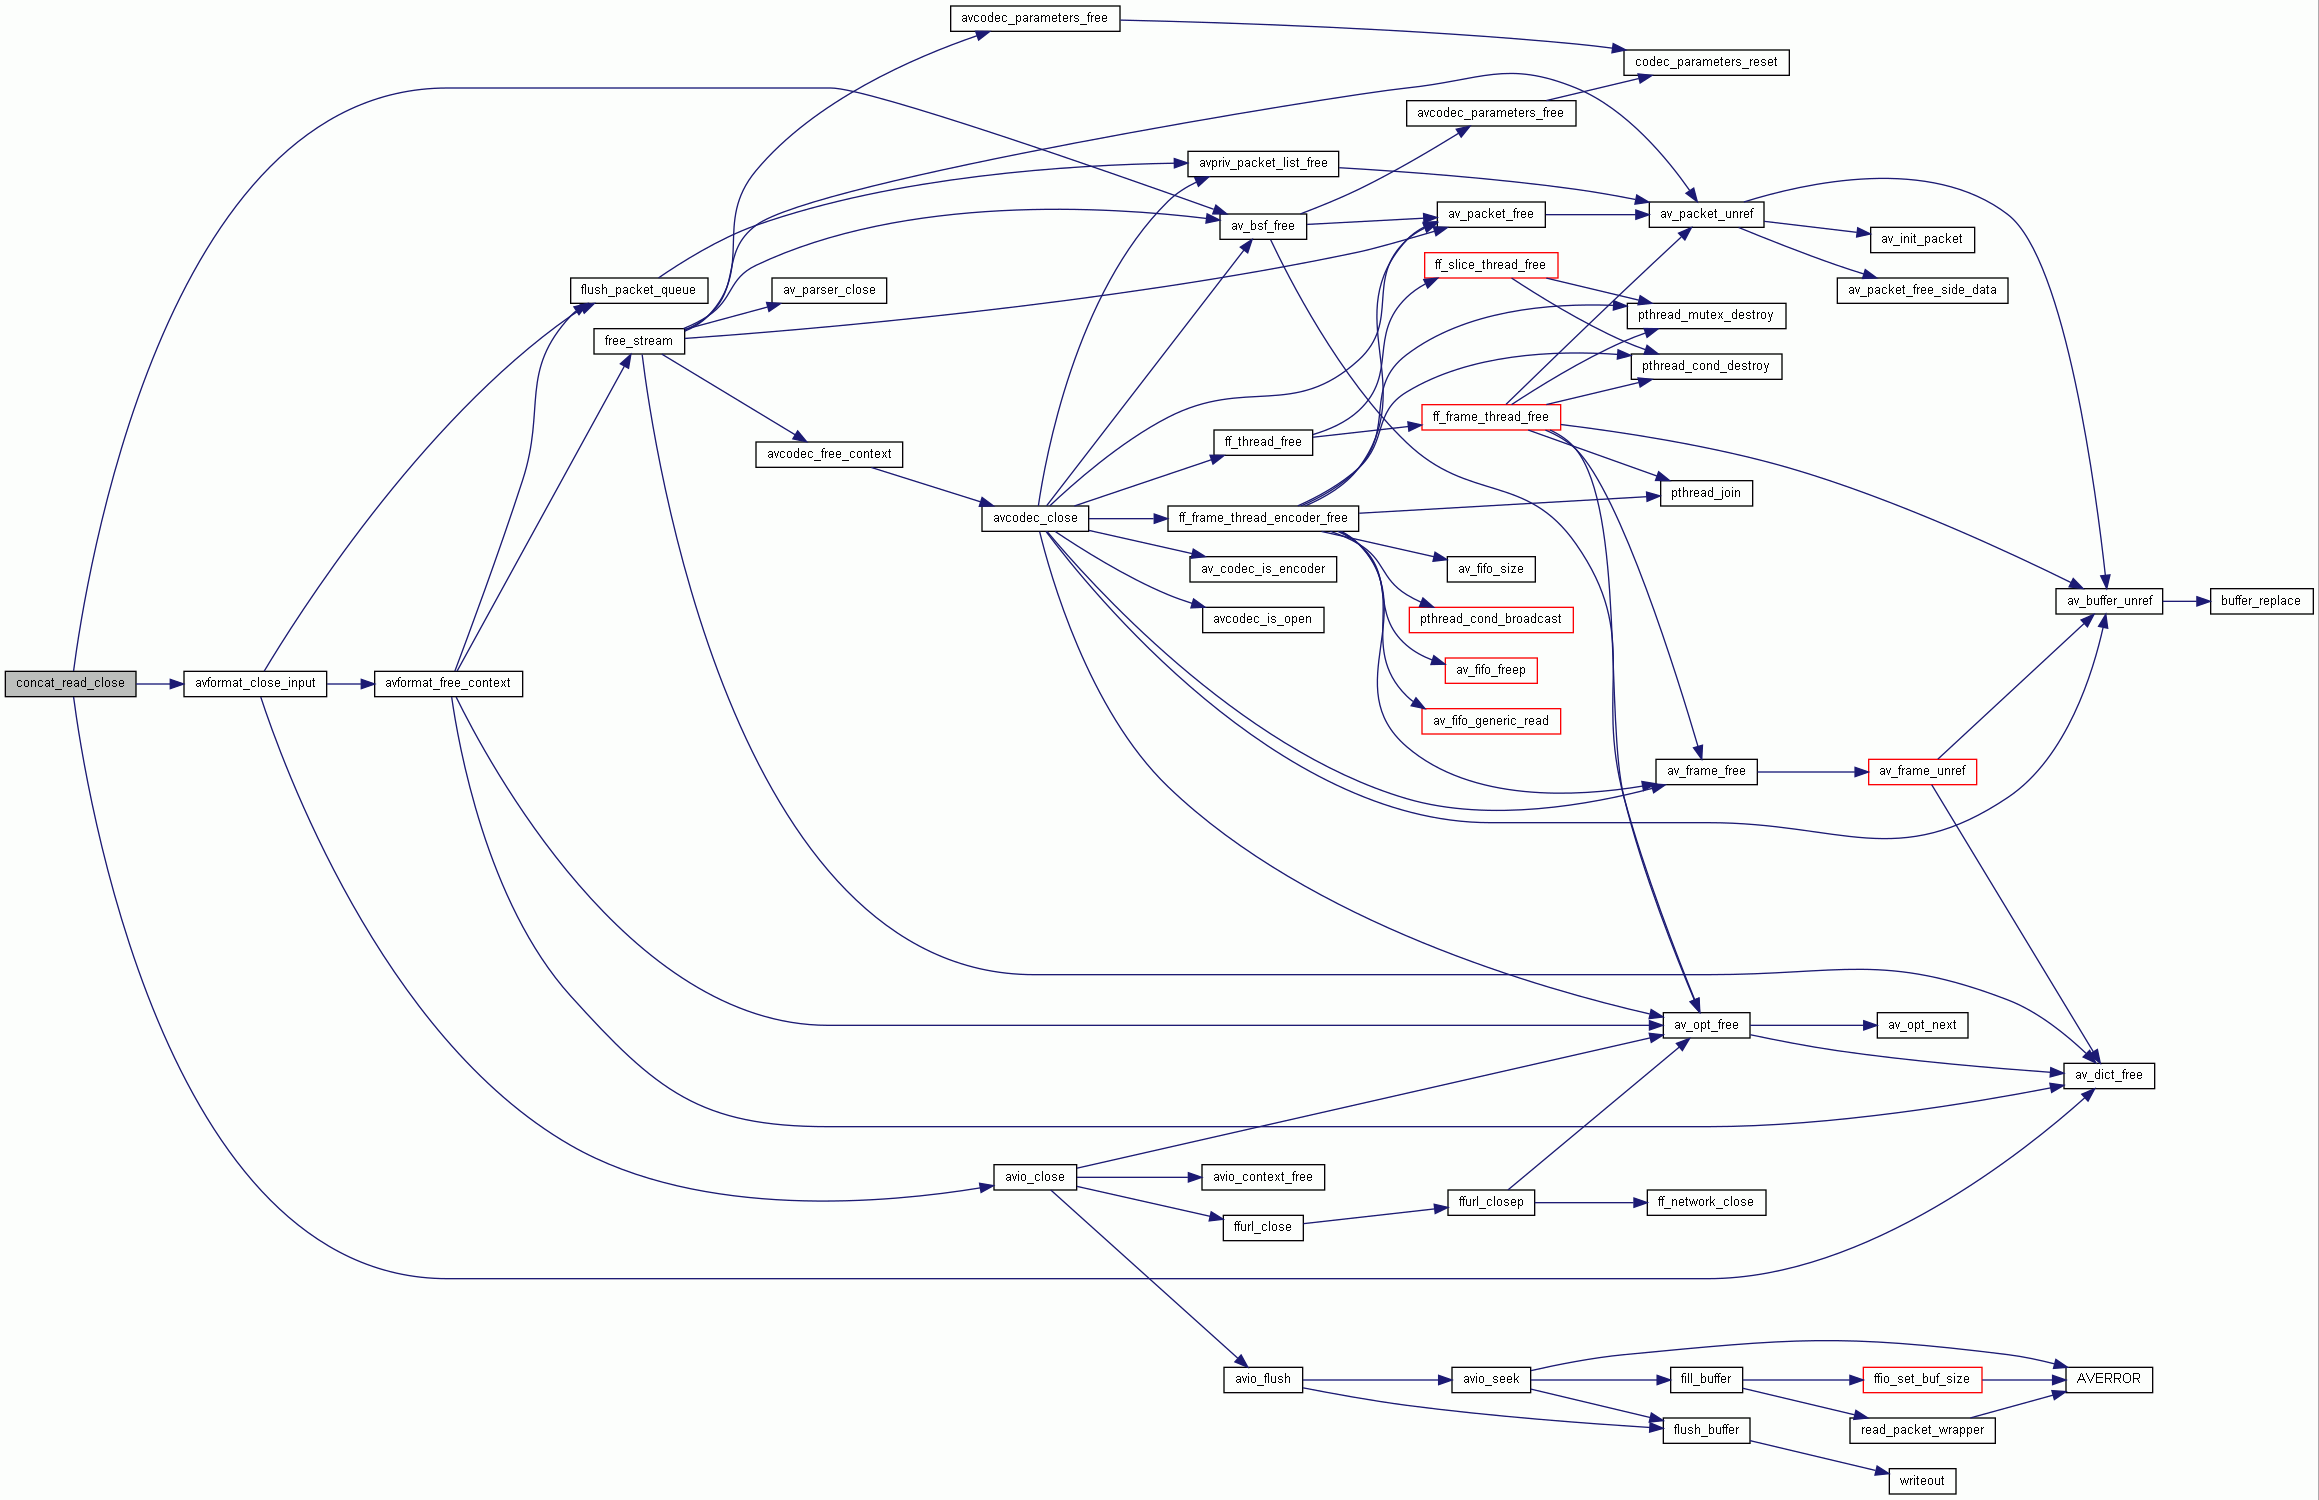 avcodec_parameters_free
codec_parameters_reset
avcodec_parameters_free
avpriv_packet_list_free
av_bsf_free
av_packet_free
av_packet_unref
av_init_packet
ff_slice_thread_free
flush_packet_queue
av_parser_close
av_packet_free_side_data
pthread_mutex_destroy
free_stream
pthread_cond_destroy
ff_frame_thread_free
ff_thread_free
avcodec_free_context
pthread_join
avcodec_close
ff_frame_thread_encoder_free
av_codec_is_encoder
av_fifo_size
av_buffer_unref
buffer_replace
avcodec_is_open
pthread_cond_broadcast
av_fifo_freep
concat_read_close
avformat_close_input
avformat_free_context
av_fifo_generic_read
av_frame_free
av_frame_unref
av_opt_free
av_opt_next
av_dict_free
avio_close
avio_context_free
ffurl_closep
ff_network_close
ffurl_close
avio_flush
avio_seek
fill_buffer
ffio_set_buf_size
AVERROR
flush_buffer
read_packet_wrapper
writeout